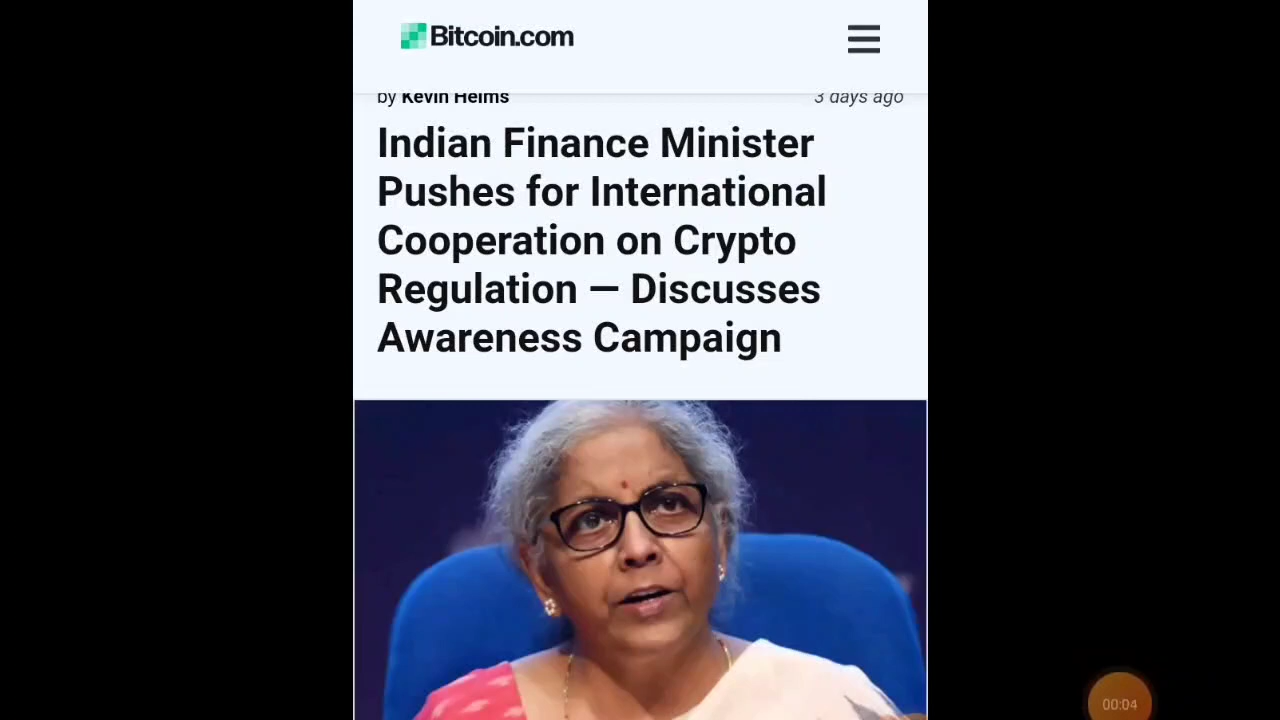 Bitcoin.com
by Kevin Helms
3 days ago
Indian Finance Minister
Pushes for International
Cooperation on Crypto
Regulation — Discusses
Awareness Campaign
00:04